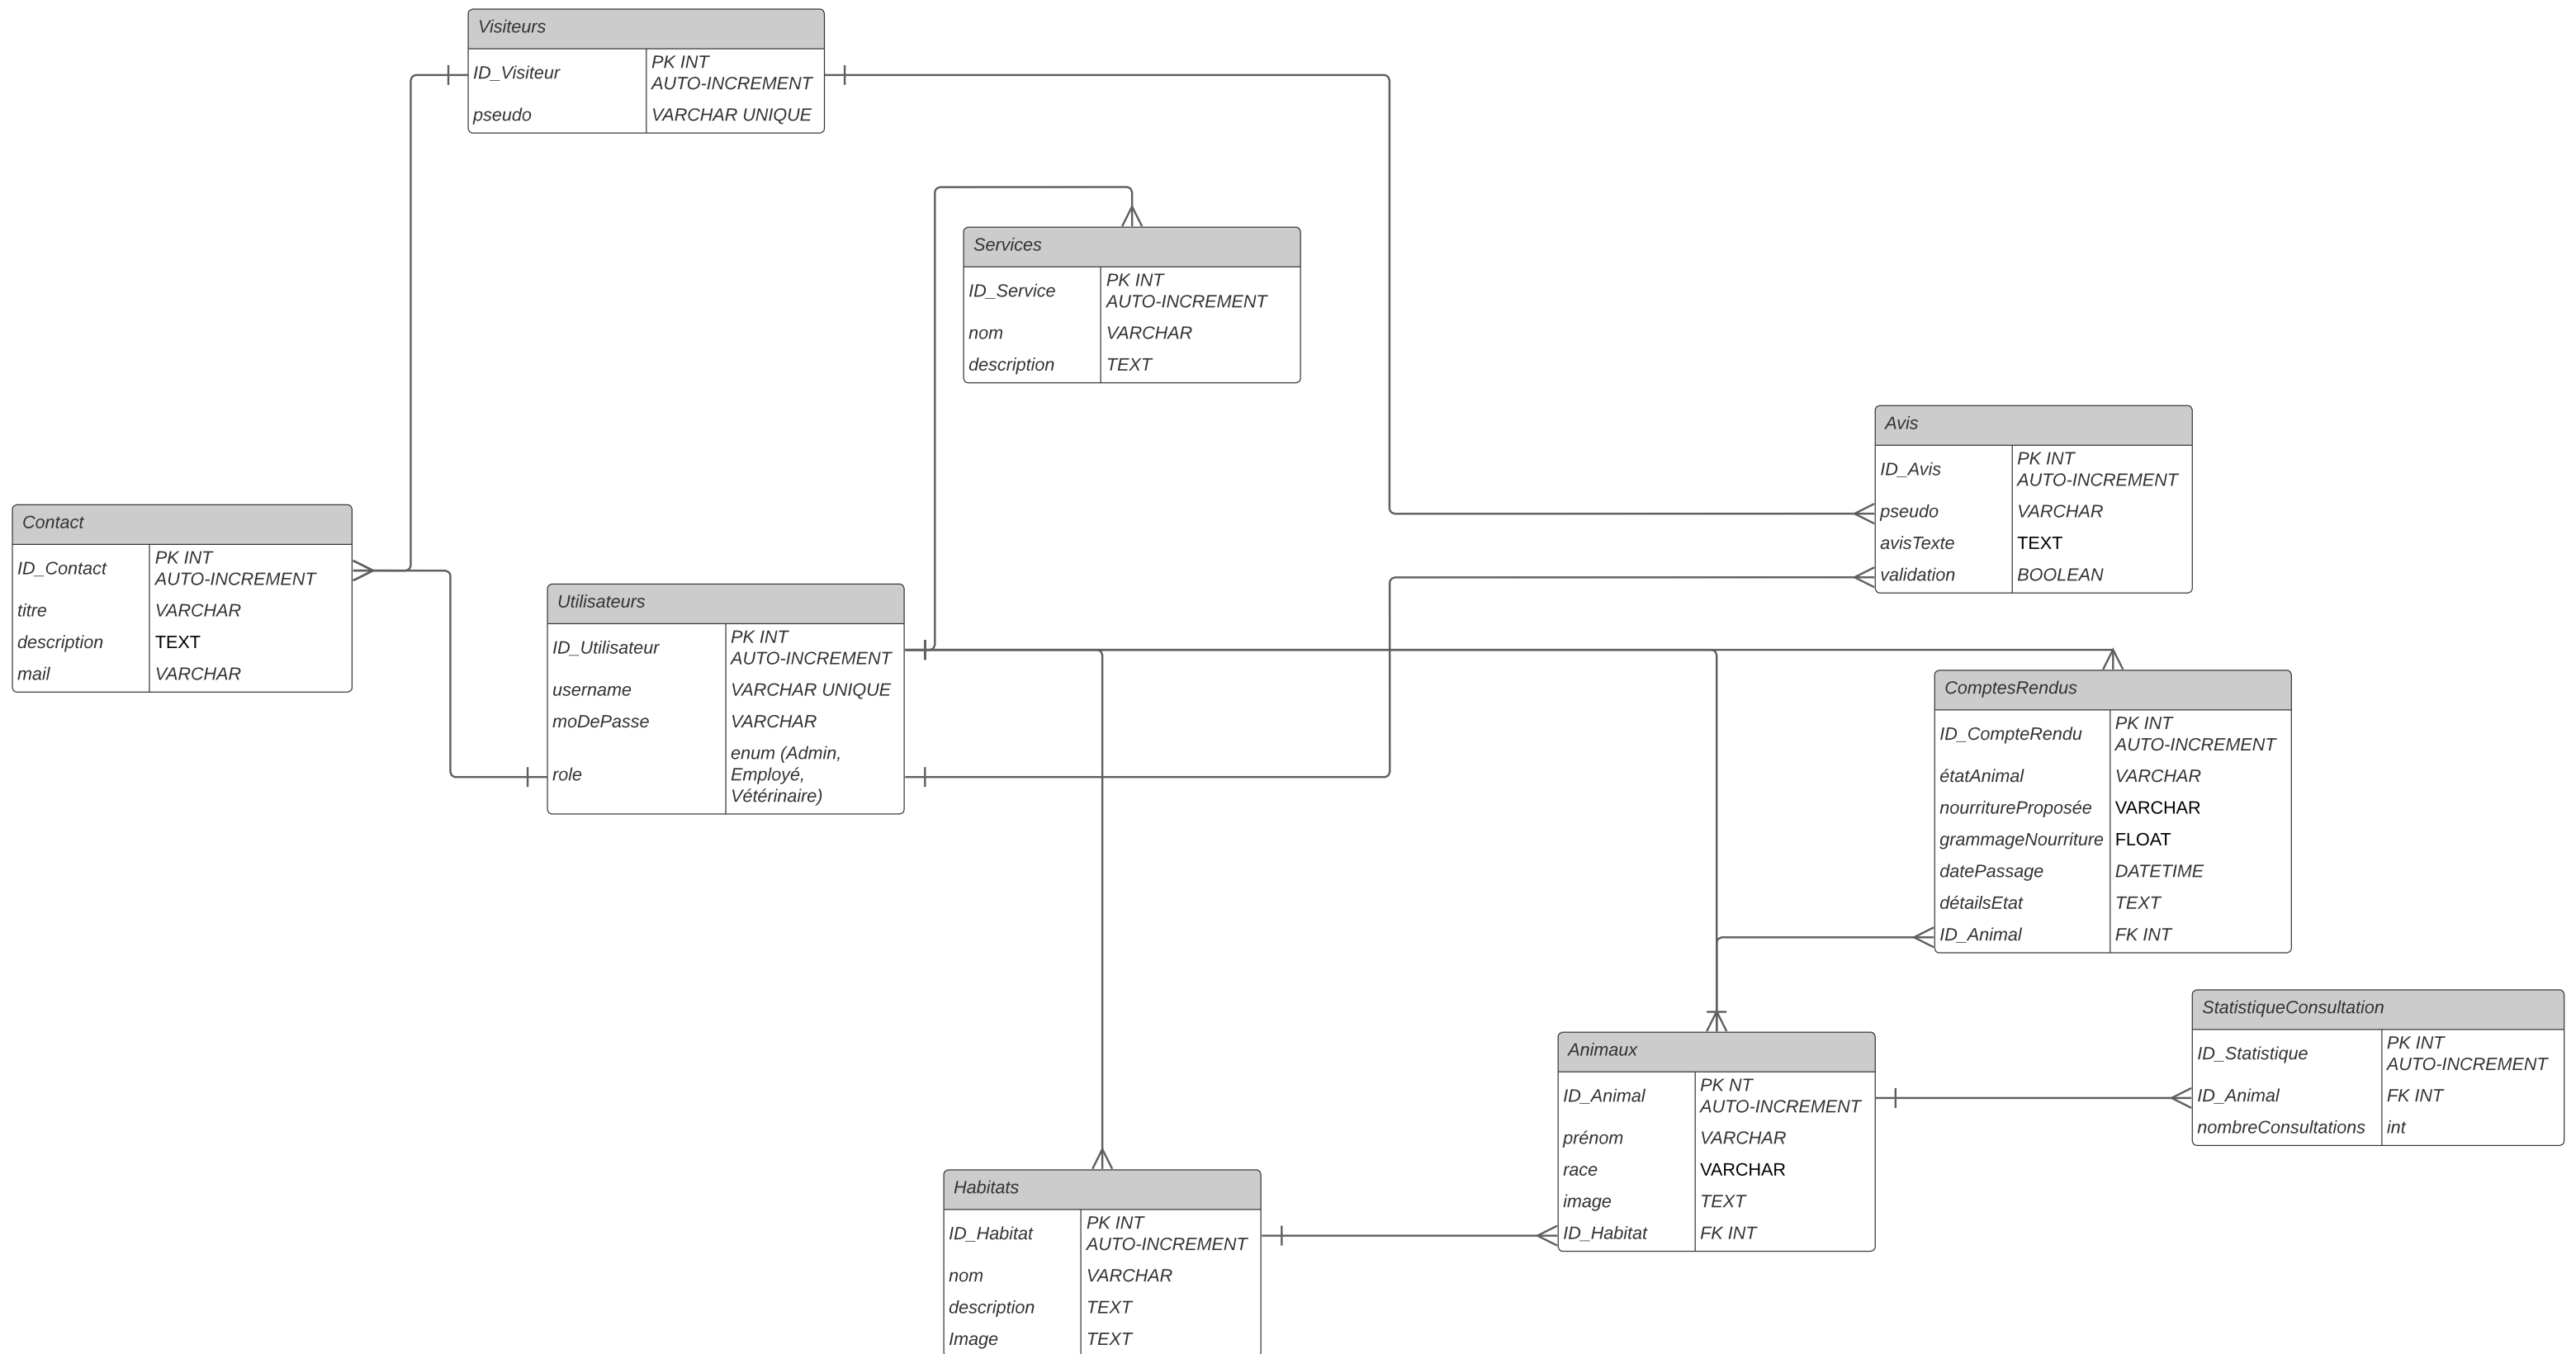 Visiteurs
ID_Visiteur
PK INT
AUTO-INCREMENT
pseudo
VARCHAR UNIQUE
Services
ID_Service
PK INT
AUTO-INCREMENT
nom
VARCHAR
description
TEXT
Avis
ID_Avis
PK INT
AUTO-INCREMENT
pseudo
VARCHAR
avisTexte
TEXT
validation
BOOLEAN
Contact
ID_Contact
PK INT
AUTO-INCREMENT
titre
VARCHAR
description
TEXT
mail
VARCHAR
Utilisateurs
ID_Utilisateur
PK INT
AUTO-INCREMENT
username
VARCHAR UNIQUE
moDePasse
VARCHAR
role
enum (Admin,
Employé,
Vétérinaire)
ComptesRendus
ID_CompteRendu
PK INT
AUTO-INCREMENT
étatAnimal
VARCHAR
nourritureProposée
VARCHAR
grammageNourriture
FLOAT
datePassage
DATETIME
détailsEtat
TEXT
ID_Animal
FK INT
StatistiqueConsultation
ID_Statistique
PK INT
AUTO-INCREMENT
ID_Animal
FK INT
nombreConsultations
int
Animaux
ID_Animal
PK NT
AUTO-INCREMENT
prénom
VARCHAR
race
VARCHAR
image
TEXT
ID_Habitat
FK INT
Habitats
ID_Habitat
PK INT
AUTO-INCREMENT
nom
VARCHAR
description
TEXT
Image
TEXT